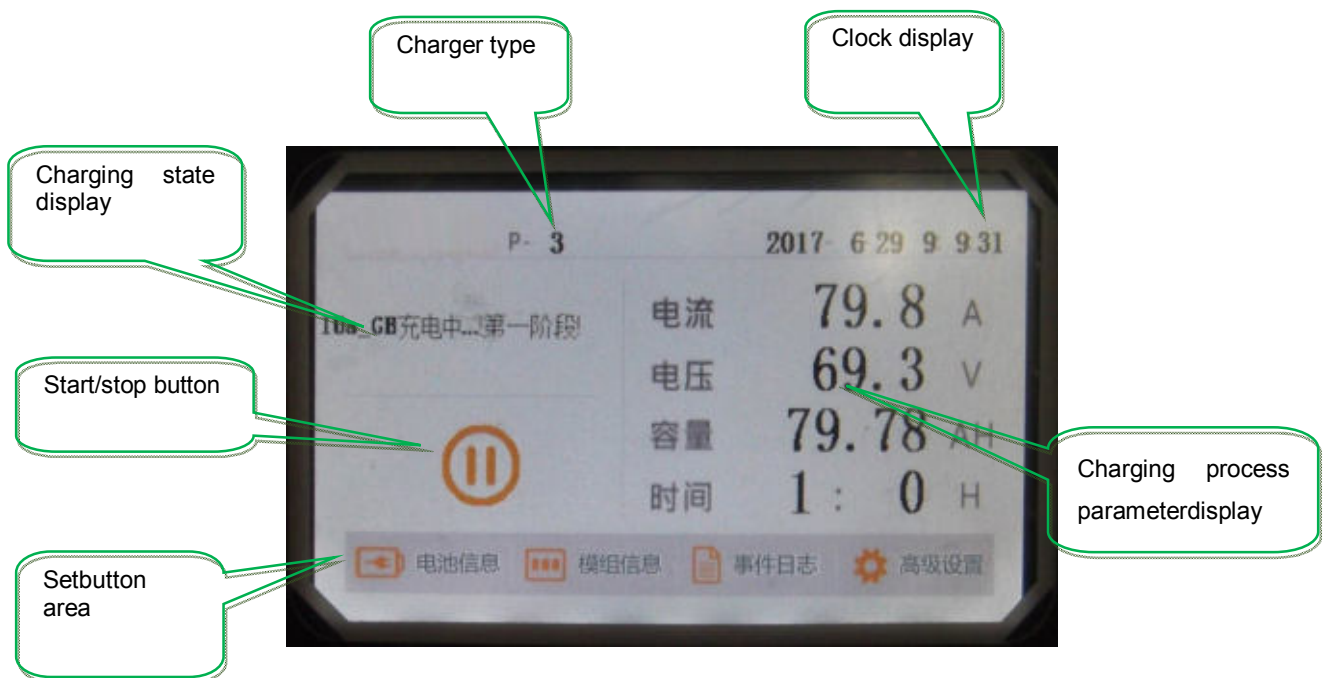 Charger type
Clock display
Charging state
display
P- 3
2017- 6 29 9 9 31
GB充电中...第一阶段!
电流 79.8 A
电压 69.3 V
容量 79.78 AH
时间 1 : 0 H
Start/stop button
Charging process
parameterdisplay
Setbutton
area
电池信息 模组信息 事件日志 高级设置